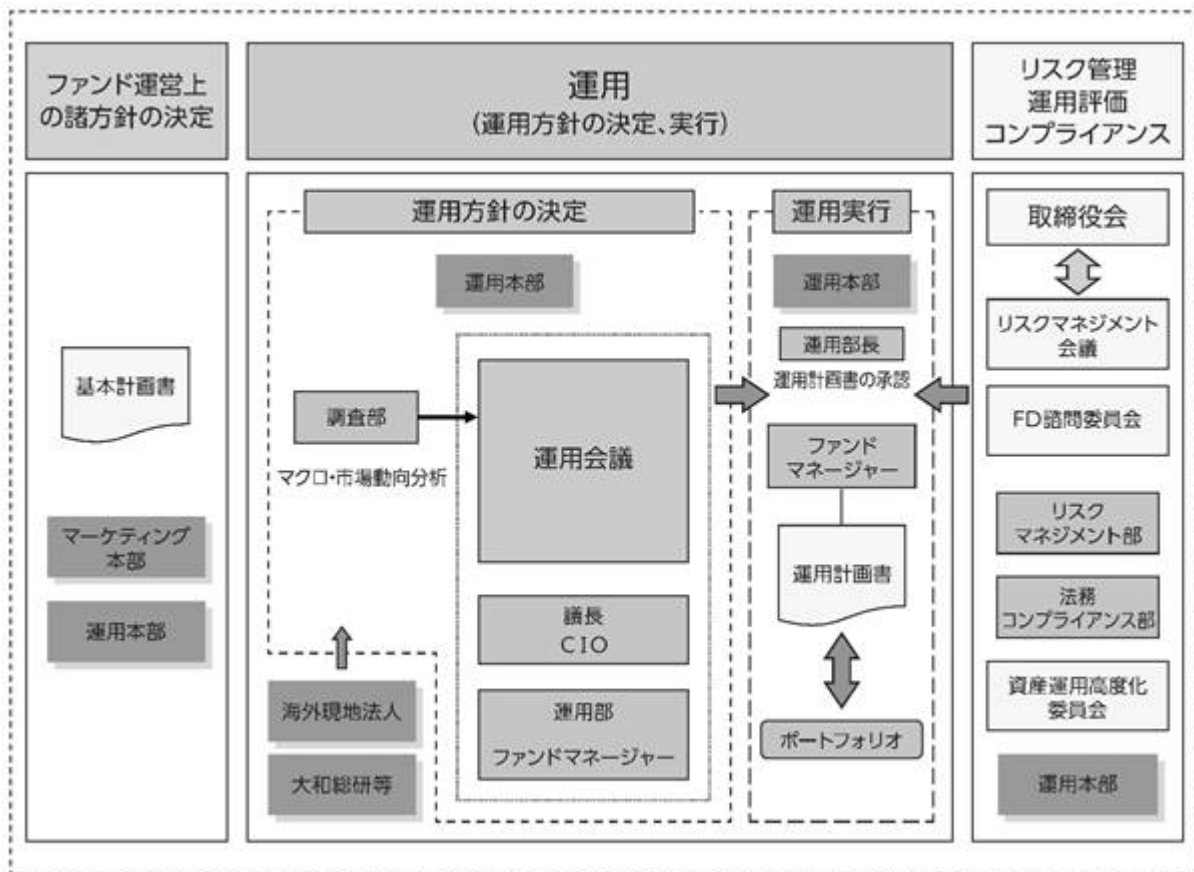 ファンド運営上
の諸方針の決定
運用
(運用方針の決定、実行)
リスク管理
運用評価
コンプライアンス
基本計画書
マーケティング
本部
運用本部
運用方針の決定
運用本部
調査部
マクロ・市場動向分析
運用会議
議長
CIO
運用部
ファンドマネージャー
海外現地法人
大和総研等
運用実行
運用本部
運用部長
運用計画書の承認
ファンド
マネージャー
運用計画書
ポートフォリオ
取締役会
リスクマネジメント
会議
FD諮問委員会
リスク
マネジメント部
法務
コンプライアンス部
資産運用高度化
委員会
運用本部